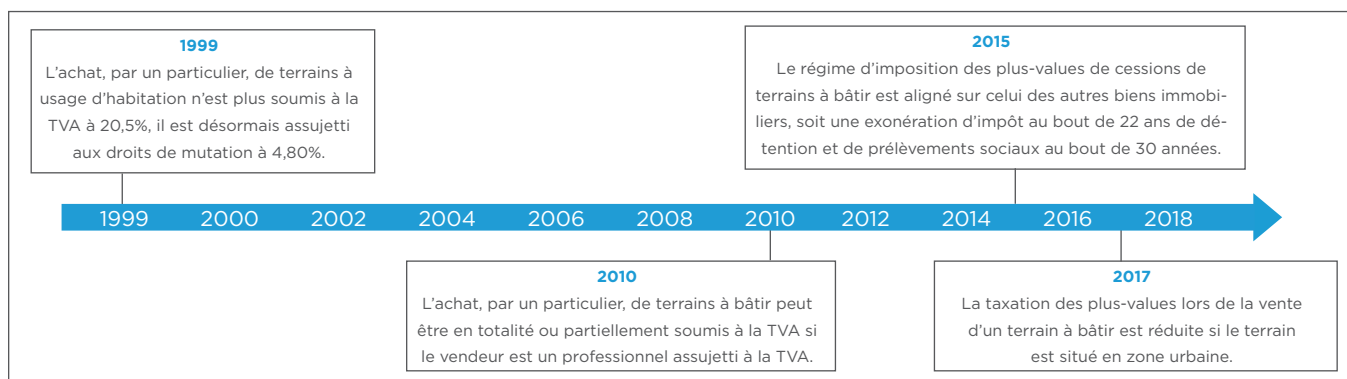 1999
L'achat, par un particulier, de terrains à
usage d'habitation n'est plus soumis à la
TVA à 20,5%, il est désormais assujetti
aux droits de mutation à 4,80%.
2015
Le régime d'imposition des plus-values de cessions de
terrains à bâtir est aligné sur celui des autres biens immobi-
liers, soit une exonération d'impôt au bout de 22 ans de dé-
tention et de prélèvements sociaux au bout de 30 années.
1999 2000 2002 2004 2006 2008 2010 2012 2014 2016 2018
2010
L'achat, par un particulier, de terrains à bâtir peut
être en totalité ou partiellement soumis à la TVA si
le vendeur est un professionnel assujetti à la TVA.
2017
La taxation des plus-values lors de la vente
d'un terrain à bâtir est réduite si le terrain
est situé en zone urbaine.